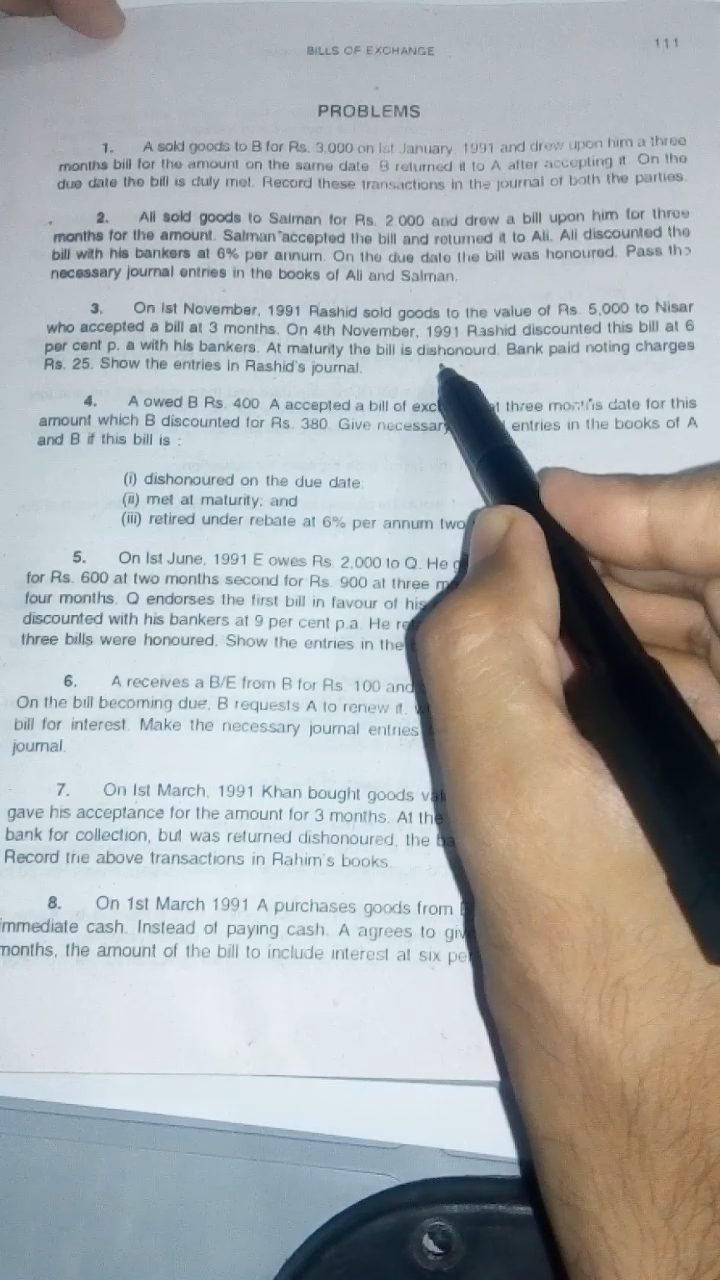 BILLS OF EXCHANGE
111
PROBLEMS
1. A sold goods to B for Rs. 3,000 on Ist January, 1991 and drew upon him a three
months bill for the amount on the same date. B returned it to A after accepting it. On the
due date the bill is duly met. Record these transactions in the journal of both the parties.
2. Ali sold goods to Salman for Rs. 2 000 and drew a bill upon him for three
months for the amount. Salman accepted the bill and returned it to Ali. Ali discounted the
bill with his bankers at 6% per annum. On the due date the bill was honoured. Pass the
necessary journal entries in the books of Ali and Salman.
3. On Ist November, 1991 Rashid sold goods to the value of Rs. 5,000 to Nisar
who accepted a bill at 3 months. On 4th November, 1991 Rashid discounted this bill at 6
per cent p. a with his bankers. At maturity the bill is dishonourd. Bank paid noting charges
Rs. 25. Show the entries in Rashid's journal.
4. A owed B Rs. 400 A accepted a bill of three months date for this
amount which B discounted for Rs. 380. Give entries in the books of A
and B if this bill is :
(i) dishonoured on the due date
(ii) met at maturity; and
(iii) retired under rebate at 6% per annum two
5. On Ist June, 1991 E owes Rs. 2,000 to Q. He
for Rs. 600 at two months second for Rs. 900 at three
four months. Q endorses the first bill in favour of his
discounted with his bankers at 9 per cent p.a. He
three bills were honoured. Show the entries in the
6. A receives a B/E from B for Rs. 100 and
On the bill becoming due, B requests A to renew it,
bill for interest. Make the necessary journal entries
journal.
7. On Ist March, 1991 Khan bought goods
gave his acceptance for the amount for 3 months. At the
bank for collection, but was returned dishonoured, the
Record the above transactions in Rahim's books
8. On 1st March 1991 A purchases goods from
immediate cash. Instead of paying cash. A agrees to
months, the amount of the bill to include interest at six